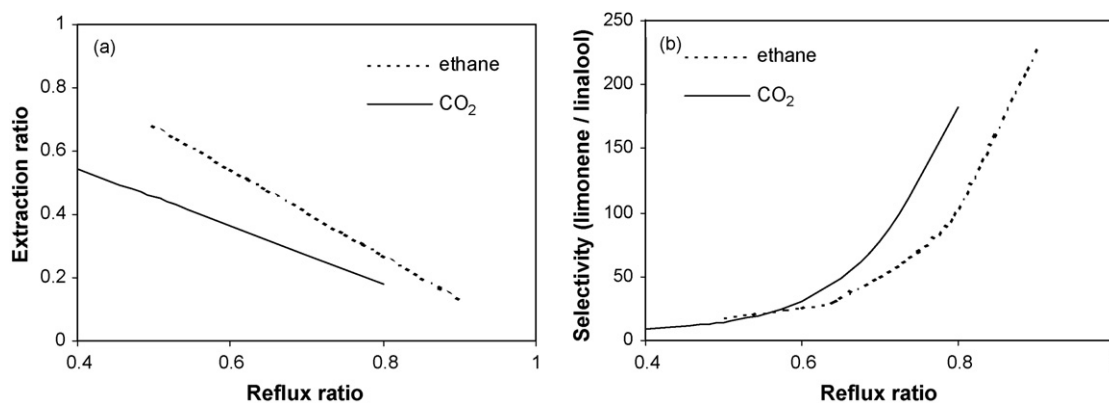 (a)
ethane
CO₂
Extraction ratio
1
0.8
0.6
0.4
0.2
0
0.4
0.6
0.8
1
Reflux ratio
(b)
ethane
CO₂
Selectivity (limonene / linalool)
250
200
150
100
50
0
0.4
0.6
0.8
Reflux ratio